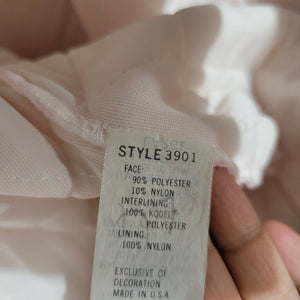 STYLE 3901
FACE:
90% POLYESTER
10% NYLON
INTERLINING:
100% KODEL®
POLYESTER
LINING:
100% NYLON
EXCLUSIVE OF
DECORATION
MADE IN U.S.A.